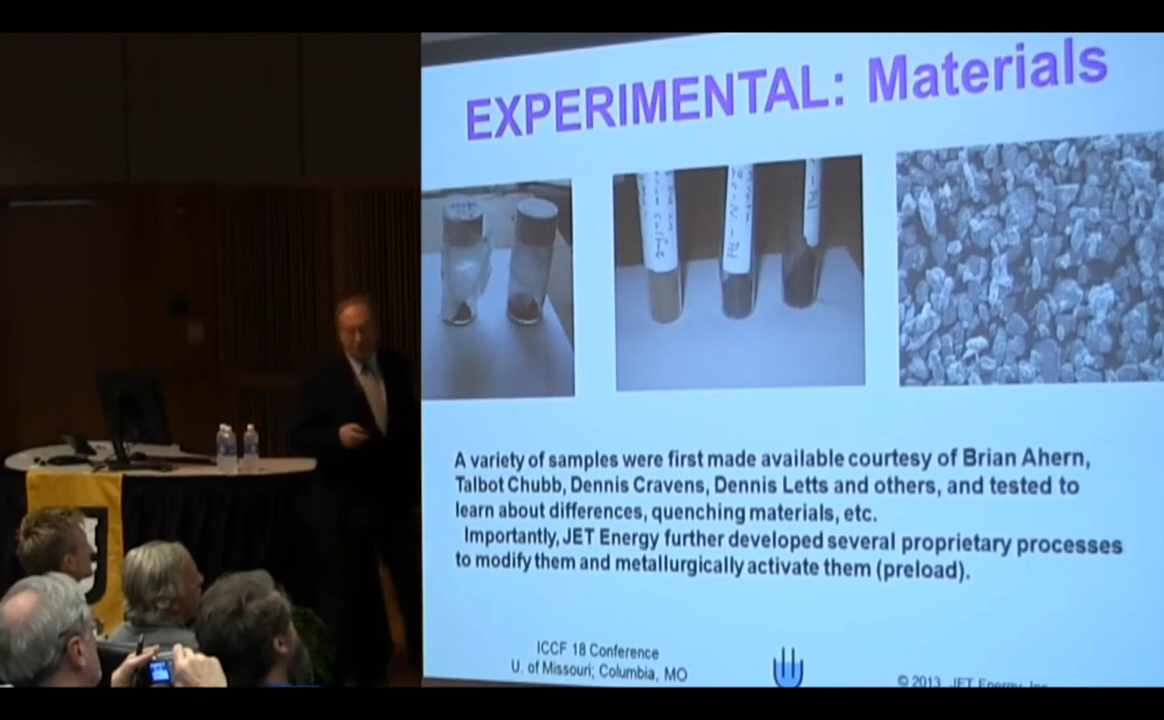 EXPERIMENTAL: Materials
A variety of samples were first made available courtesy of Brian Ahern,
Talbot Chubb, Dennis Cravens, Dennis Letts and others, and tested to
learn about differences, quenching materials, etc.
Importantly, JET Energy further developed several proprietary processes
to modify them and metallurgically activate them (preload).
ICCF 18 Conference
U. of Missouri; Columbia, MO
© 2013 JET Energy, Inc.